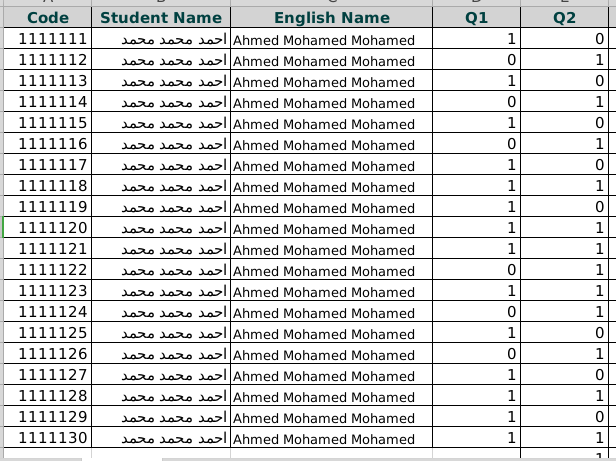 Code Student Name English Name Q1 Q2
1111111 احمد محمد محمد Ahmed Mohamed Mohamed 1 0
1111112 احمد محمد محمد Ahmed Mohamed Mohamed 0 1
1111113 احمد محمد محمد Ahmed Mohamed Mohamed 1 0
1111114 احمد محمد محمد Ahmed Mohamed Mohamed 0 1
1111115 احمد محمد محمد Ahmed Mohamed Mohamed 1 0
1111116 احمد محمد محمد Ahmed Mohamed Mohamed 0 1
1111117 احمد محمد محمد Ahmed Mohamed Mohamed 1 0
1111118 احمد محمد محمد Ahmed Mohamed Mohamed 1 1
1111119 احمد محمد محمد Ahmed Mohamed Mohamed 1 0
1111120 احمد محمد محمد Ahmed Mohamed Mohamed 1 1
1111121 احمد محمد محمد Ahmed Mohamed Mohamed 1 1
1111122 احمد محمد محمد Ahmed Mohamed Mohamed 0 1
1111123 احمد محمد محمد Ahmed Mohamed Mohamed 1 1
1111124 احمد محمد محمد Ahmed Mohamed Mohamed 0 1
1111125 احمد محمد محمد Ahmed Mohamed Mohamed 1 0
1111126 احمد محمد محمد Ahmed Mohamed Mohamed 0 1
1111127 احمد محمد محمد Ahmed Mohamed Mohamed 1 0
1111128 احمد محمد محمد Ahmed Mohamed Mohamed 1 1
1111129 احمد محمد محمد Ahmed Mohamed Mohamed 1 0
1111130 احمد محمد محمد Ahmed Mohamed Mohamed 1 1